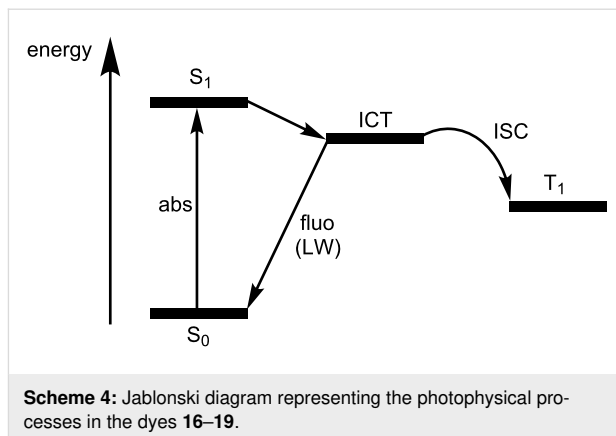 energy
S₁
ICT
ISC
T₁
abs
fluo
(LW)
S₀
Scheme 4: Jablonski diagram representing the photophysical pro-
cesses in the dyes 16–19.